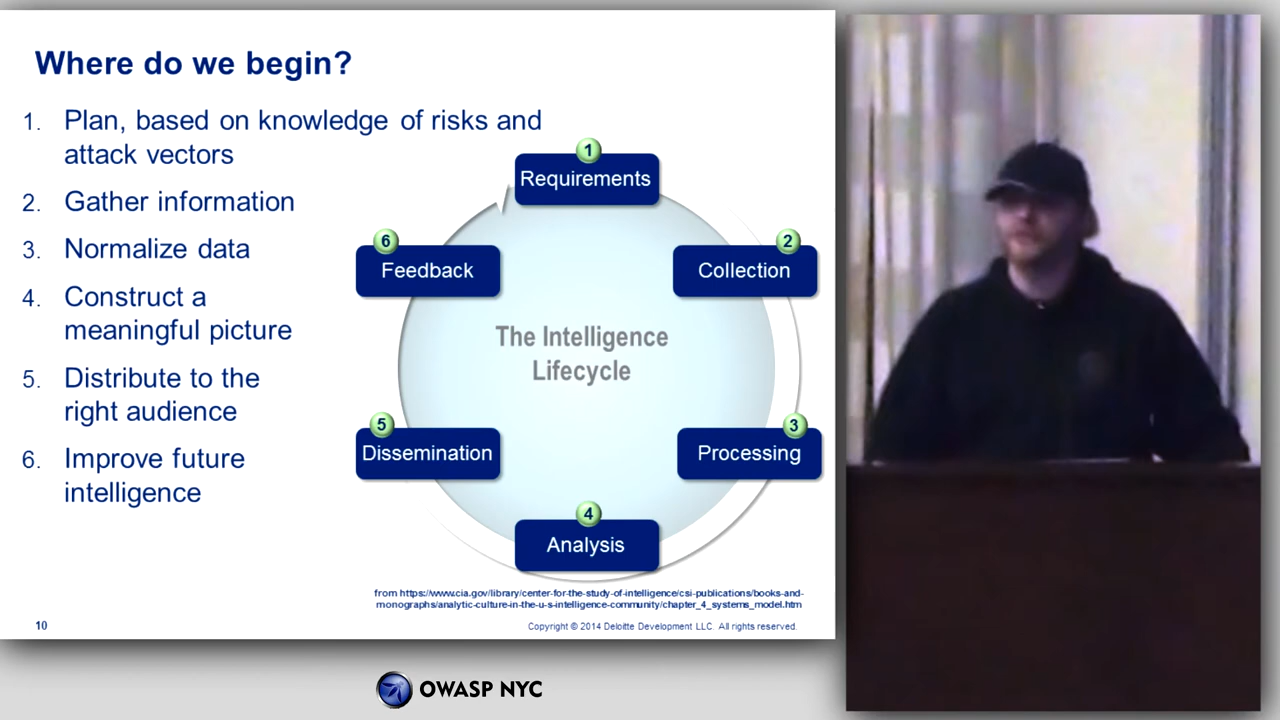 Where do we begin?
1. Plan, based on knowledge of risks and
attack vectors
2. Gather information
3. Normalize data
4. Construct a
meaningful picture
5. Distribute to the
right audience
6. Improve future
intelligence
1
Requirements
2
Collection
3
Processing
4
Analysis
5
Dissemination
6
Feedback
The Intelligence
Lifecycle
from https://www.cia.gov/library/center-for-the-study-of-intelligence/csi-publications/books-and-
monographs/analytic-culture-in-the-u-s-intelligence-community/chapter_4_systems_model.htm
10
Copyright © 2014 Deloitte Development LLC. All rights reserved.
OWASP NYC